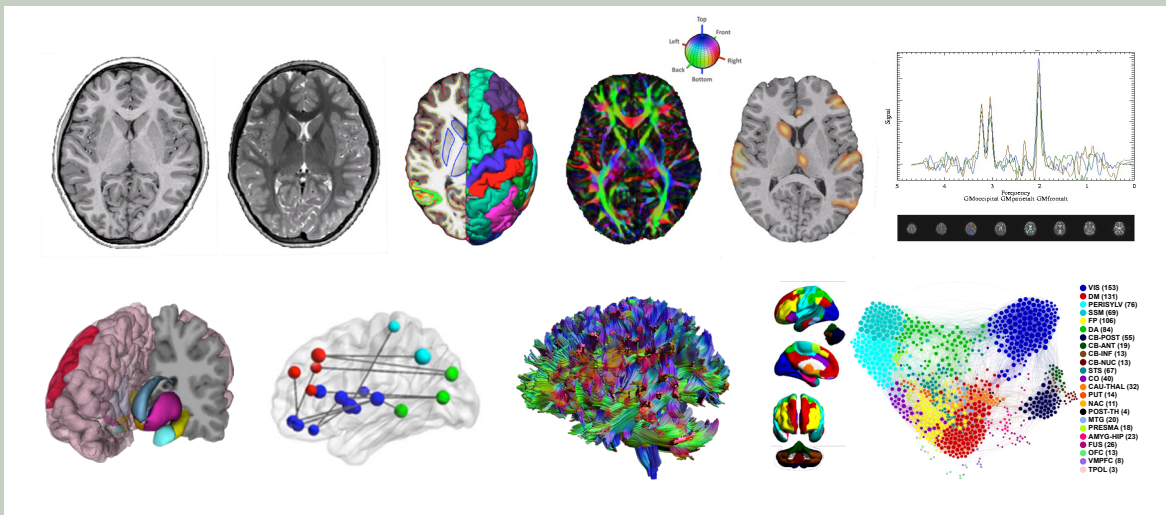 Top
Front
Left
Right
Back
Bottom
Signal
5 4 3 2 1 0
Frequency
GMoccipital GMparietalt GMfrontalt
VIS (153)
DM (131)
PERISYLV (76)
SSM (69)
FP (106)
DA (84)
CB-POST (55)
CB-ANT (19)
CB-INF (13)
CB-NUC (13)
STS (67)
CO (40)
CAU-THAL (32)
PUT (14)
NAC (11)
POST-TH (4)
MTG (20)
PRESMA (18)
AMYG-HIP (23)
FUS (26)
OFC (13)
VMPFC (8)
TPOL (3)